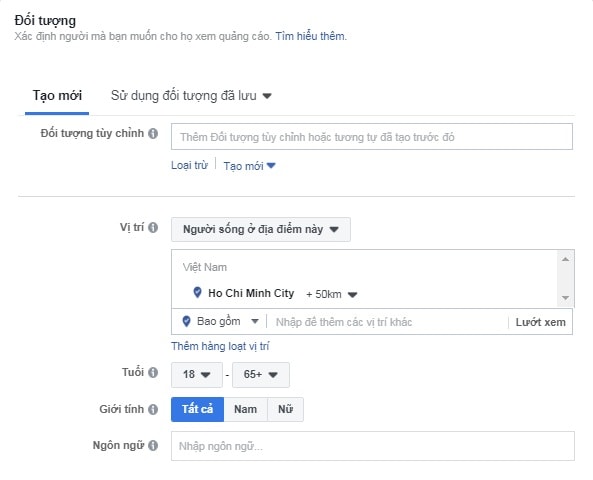 Đối tượng
Xác định người mà bạn muốn cho họ xem quảng cáo. Tìm hiểu thêm.
Tạo mới Sử dụng đối tượng đã lưu
Đối tượng tùy chỉnh Thêm Đối tượng tùy chỉnh hoặc tương tự đã tạo trước đó
Loại trừ Tạo mới
Vị trí Người sống ở địa điểm này
Việt Nam
Ho Chi Minh City + 50km
Bao gồm Nhập để thêm các vị trí khác Lướt xem
Thêm hàng loạt vị trí
Tuổi 18 - 65+
Giới tính Tất cả Nam Nữ
Ngôn ngữ Nhập ngôn ngữ...